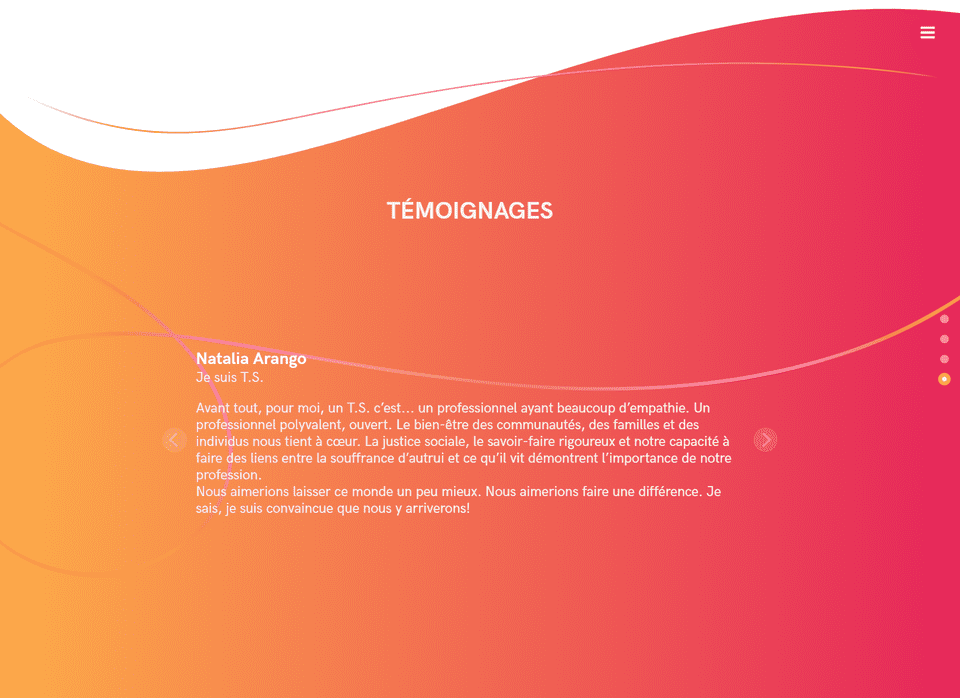 TÉMOIGNAGES
Natalia Arango
Je suis T.S.
Avant tout, pour moi, un T.S. c’est... un professionnel ayant beaucoup d’empathie. Un
professionnel polyvalent, ouvert. Le bien-être des communautés, des familles et des
individus nous tient à cœur. La justice sociale, le savoir-faire rigoureux et notre capacité à
faire des liens entre la souffrance d’autrui et ce qu’il vit démontrent l’importance de notre
profession.
Nous aimerions laisser ce monde un peu mieux. Nous aimerions faire une différence. Je
sais, je suis convaincue que nous y arriverons!